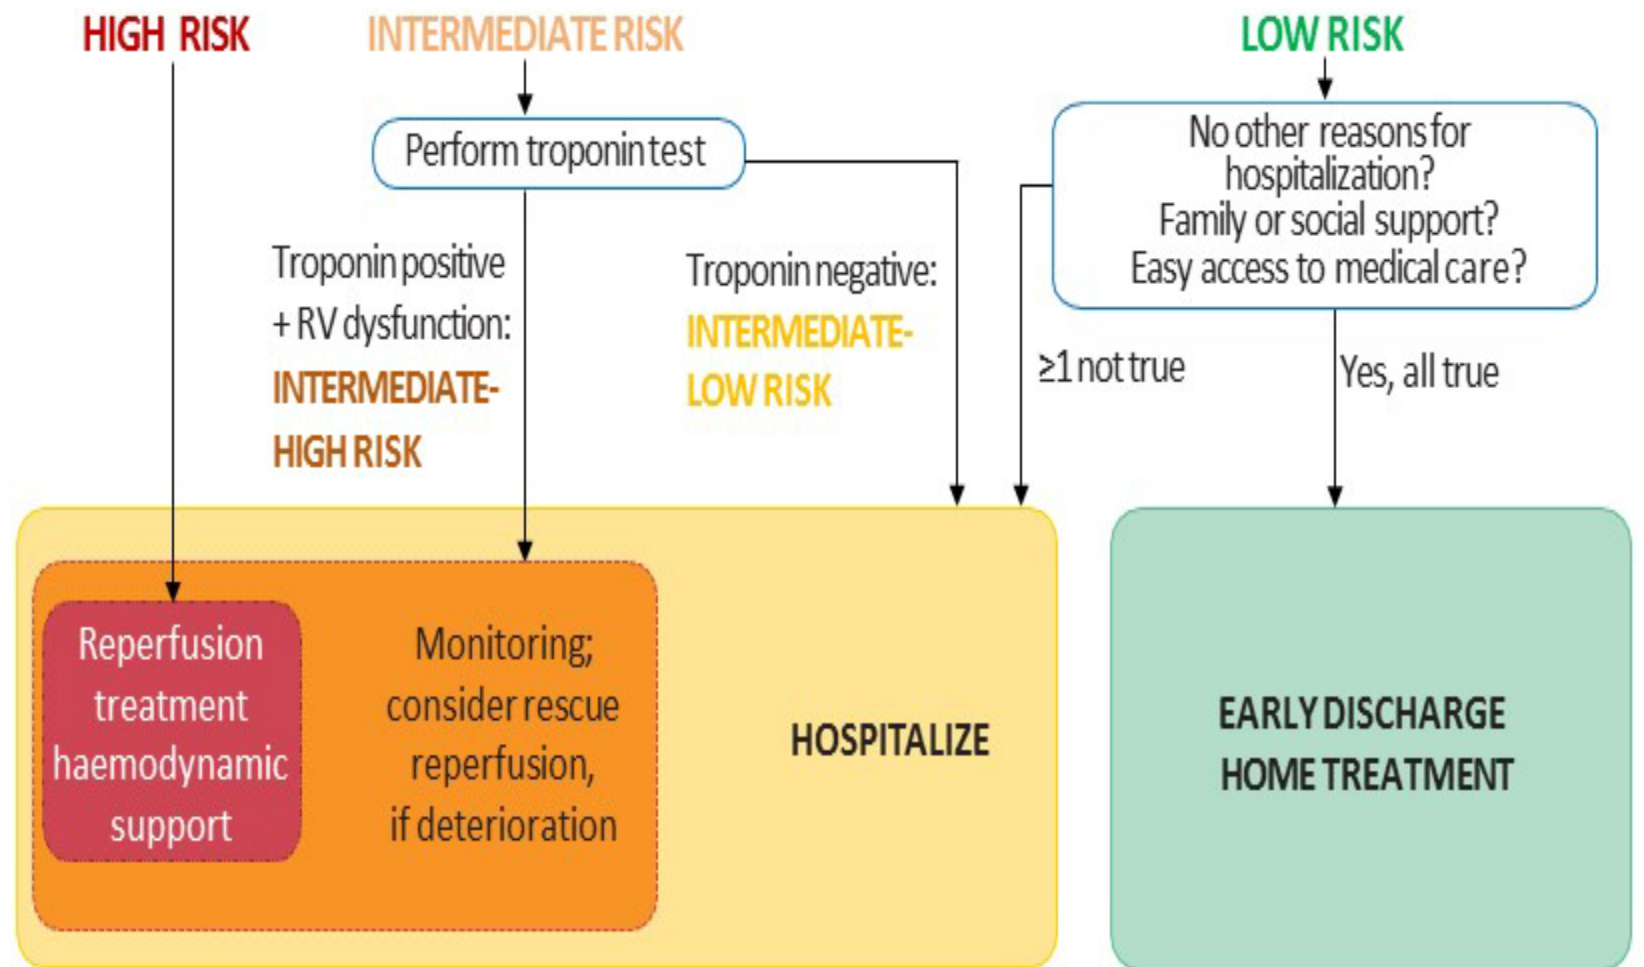 HIGH RISK
INTERMEDIATE RISK
LOW RISK
Perform troponin test
No other reasons for
hospitalization?
Family or social support?
Easy access to medical care?
Troponin positive
+ RV dysfunction:
INTERMEDIATE-
HIGH RISK
Troponin negative:
INTERMEDIATE-
LOW RISK
≥1 not true
Yes, all true
Reperfusion
treatment
haemodynamic
support
Monitoring;
consider rescue
reperfusion,
if deterioration
HOSPITALIZE
EARLY DISCHARGE
HOME TREATMENT